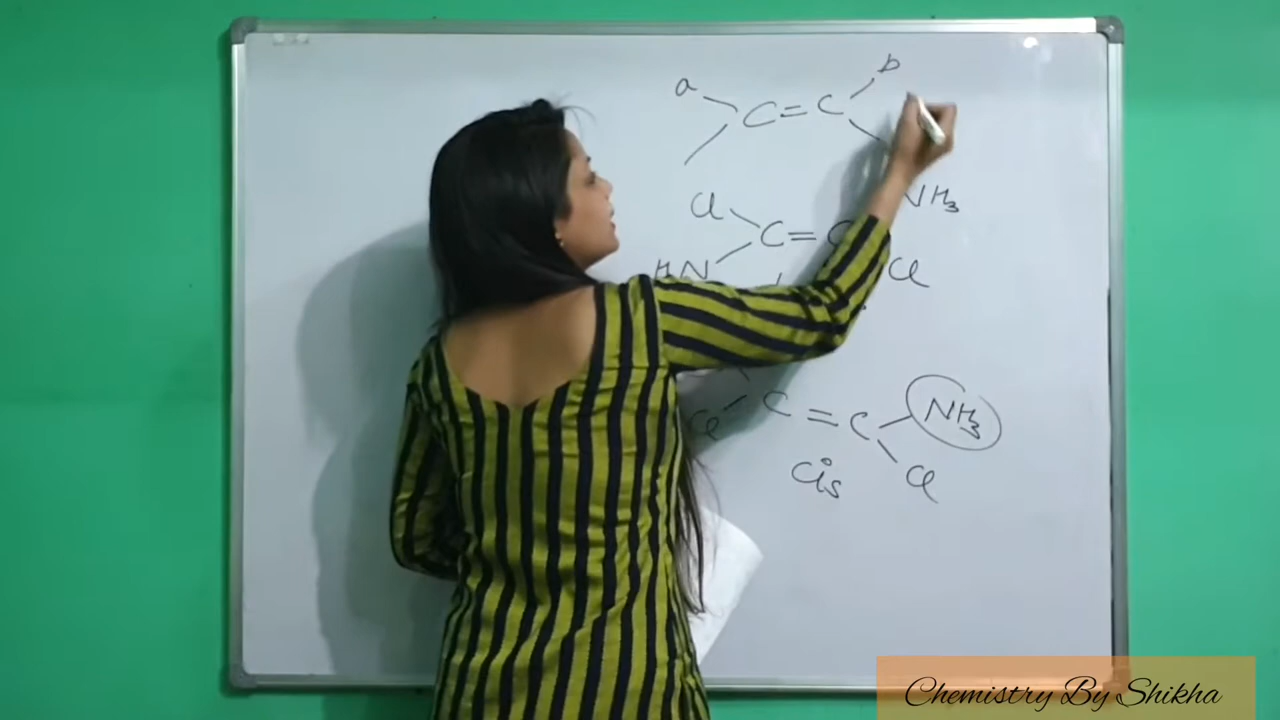 a C=C b
Cl C=C NH3
H3N Cl
Cl C=C NH3
Cis Cl
Chemistry By Shikha